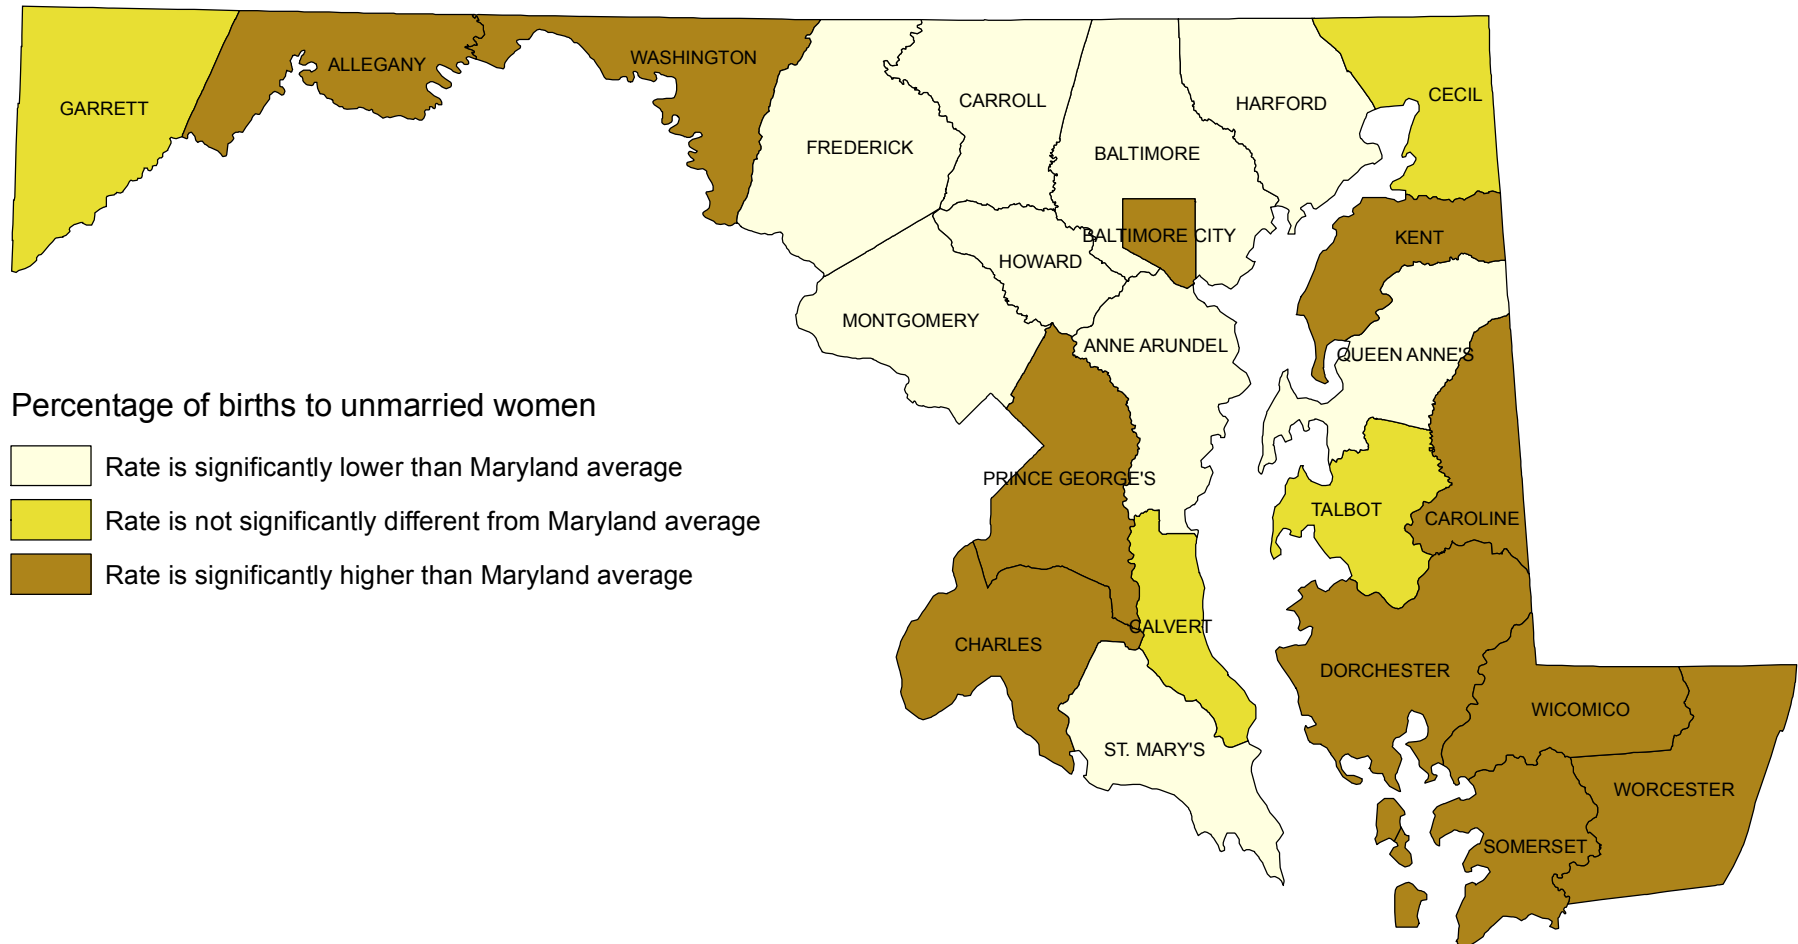 WASHINGTON
ALLEGANY
GARRETT
CECIL
CARROLL
HARFORD
FREDERICK
BALTIMORE
BALTIMORE CITY
KENT
HOWARD
MONTGOMERY
ANNE ARUNDEL
QUEEN ANNE'S
Percentage of births to unmarried women
Rate is significantly lower than Maryland average
Rate is not significantly different from Maryland average
Rate is significantly higher than Maryland average
PRINCE GEORGE'S
TALBOT
CAROLINE
CALVERT
CHARLES
DORCHESTER
WICOMICO
ST. MARY'S
WORCESTER
SOMERSET